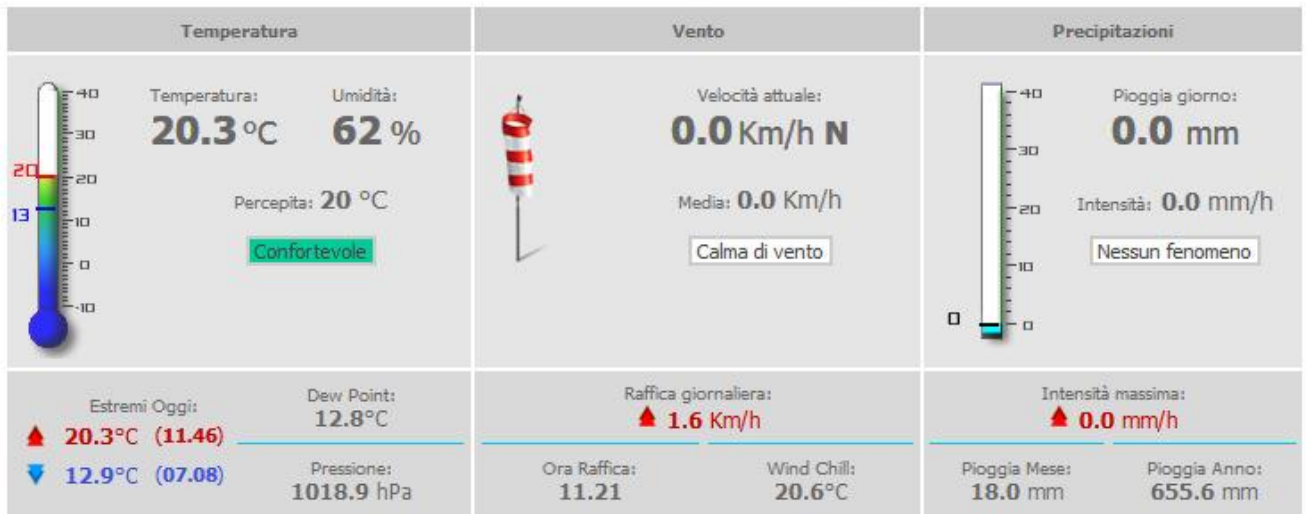 Temperatura
Vento
Precipitazioni
40
30
20
10
0
-10
20
13
Temperatura:
Umidità:
20.3 °C
62 %
Percepita: 20 °C
Confortevole
Velocità attuale:
0.0 Km/h N
Media: 0.0 Km/h
Calma di vento
40
30
20
10
0
0
Pioggia giorno:
0.0 mm
Intensità: 0.0 mm/h
Nessun fenomeno
Estremi Oggi:
20.3°C (11.46)
12.9°C (07.08)
Dew Point:
12.8°C
Pressione:
1018.9 hPa
Raffica giornaliera:
1.6 Km/h
Ora Raffica:
11.21
Wind Chill:
20.6°C
Intensità massima:
0.0 mm/h
Pioggia Mese:
18.0 mm
Pioggia Anno:
655.6 mm